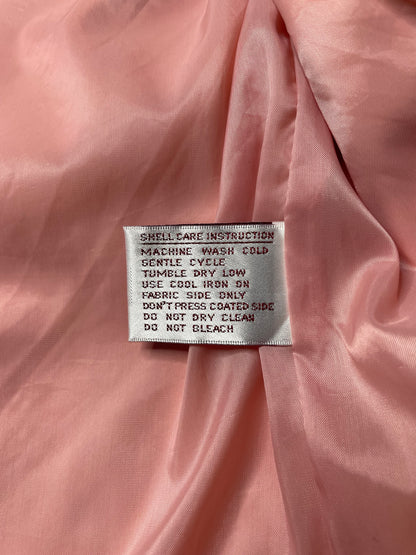 SHELL CARE INSTRUCTION
MACHINE WASH COLD
GENTLE CYCLE
TUMBLE DRY LOW
USE COOL IRON ON
FABRIC SIDE ONLY
DON'T PRESS COATED SIDE
DO NOT DRY CLEAN
DO NOT BLEACH